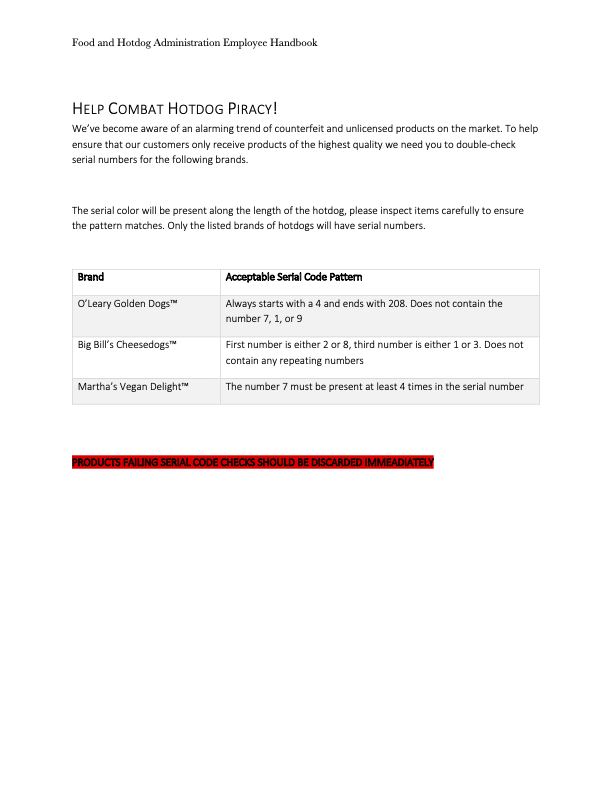 Food and Hotdog Administration Employee Handbook
HELP COMBAT HOTDOG PIRACY!
We’ve become aware of an alarming trend of counterfeit and unlicensed products on the market. To help
ensure that our customers only receive products of the highest quality we need you to double-check
serial numbers for the following brands.
The serial color will be present along the length of the hotdog, please inspect items carefully to ensure
the pattern matches. Only the listed brands of hotdogs will have serial numbers.
Brand Acceptable Serial Code Pattern
O’Leary Golden Dogs™ Always starts with a 4 and ends with 208. Does not contain the
number 7, 1, or 9
Big Bill’s Cheesedogs™ First number is either 2 or 8, third number is either 1 or 3. Does not
contain any repeating numbers
Martha’s Vegan Delight™ The number 7 must be present at least 4 times in the serial number
PRODUCTS FAILING SERIAL CODE CHECKS SHOULD BE DISCARDED IMMEADIATELY